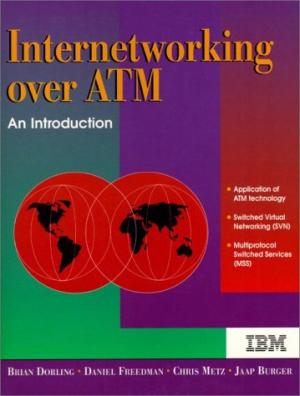 Internetworking
over ATM
An Introduction
• Application of
ATM technology
• Switched Virtual
Networking (SVN)
• Multiprotocol
Switched Services
(MSS)
IBM
BRIAN DORLING · DANIEL FREEDMAN · CHRIS METZ · JAAP BURGER